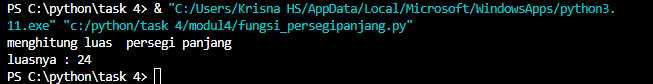 PS C:\python\task 4> & "C:/Users/Krisna HS/AppData/Local/Microsoft/WindowsApps/python3.
11.exe" "c:/python/task 4/modul4/fungsi_persegipanjang.py"
menghitung luas  persegi panjang
luasnya : 24
PS C:\python\task 4>